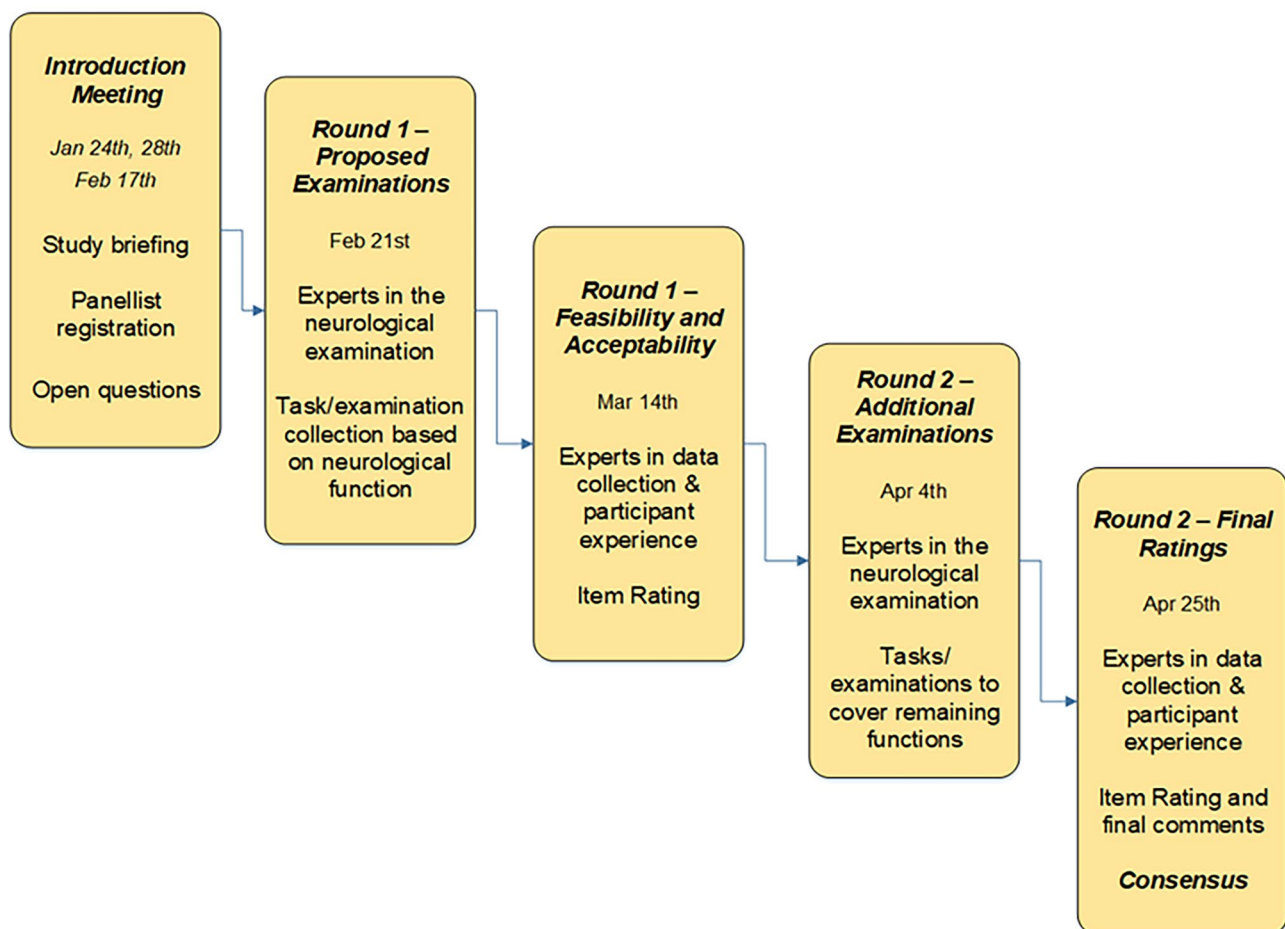 Introduction
Meeting
Jan 24th, 28th
Feb 17th
Study briefing
Panellist
registration
Open questions
Round 1 –
Proposed
Examinations
Feb 21st
Experts in the
neurological
examination
Task/examination
collection based
on neurological
function
Round 1 –
Feasibility and
Acceptability
Mar 14th
Experts in data
collection &
participant
experience
Item Rating
Round 2 –
Additional
Examinations
Apr 4th
Experts in the
neurological
examination
Tasks/
examinations to
cover remaining
functions
Round 2 – Final
Ratings
Apr 25th
Experts in data
collection &
participant
experience
Item Rating and
final comments
Consensus